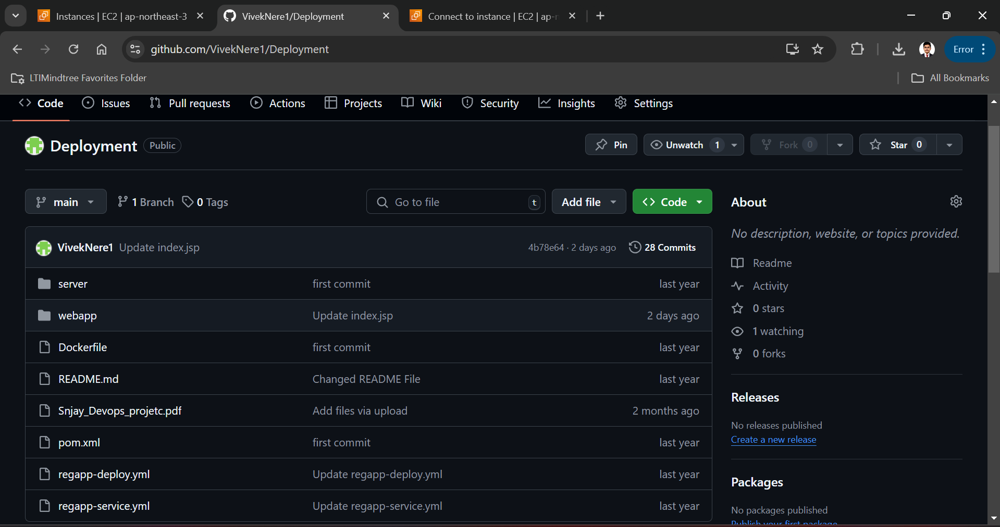 Instances | EC2 | ap-northeast-3
VivekNere1/Deployment
Connect to instance | EC2 | ap-n
github.com/VivekNere1/Deployment
Error
LTIMindtree Favorites Folder
All Bookmarks
Code
Issues
Pull requests
Actions
Projects
Wiki
Security
Insights
Settings
Deployment
Public
Pin
Unwatch 1
Fork 0
Star 0
main
1 Branch
0 Tags
Go to file
t
Add file
Code
VivekNere1 Update index.jsp
4b78e64 · 2 days ago
28 Commits
server first commit last year
webapp Update index.jsp 2 days ago
Dockerfile first commit last year
README.md Changed README File last year
Snjay_Devops_projetc.pdf Add files via upload 2 months ago
pom.xml first commit last year
regapp-deploy.yml Update regapp-deploy.yml last year
regapp-service.yml Update regapp-service.yml last year
About
No description, website, or topics provided.
Readme
Activity
0 stars
1 watching
0 forks
Releases
No releases published
Create a new release
Packages
No packages published
Publish your first package